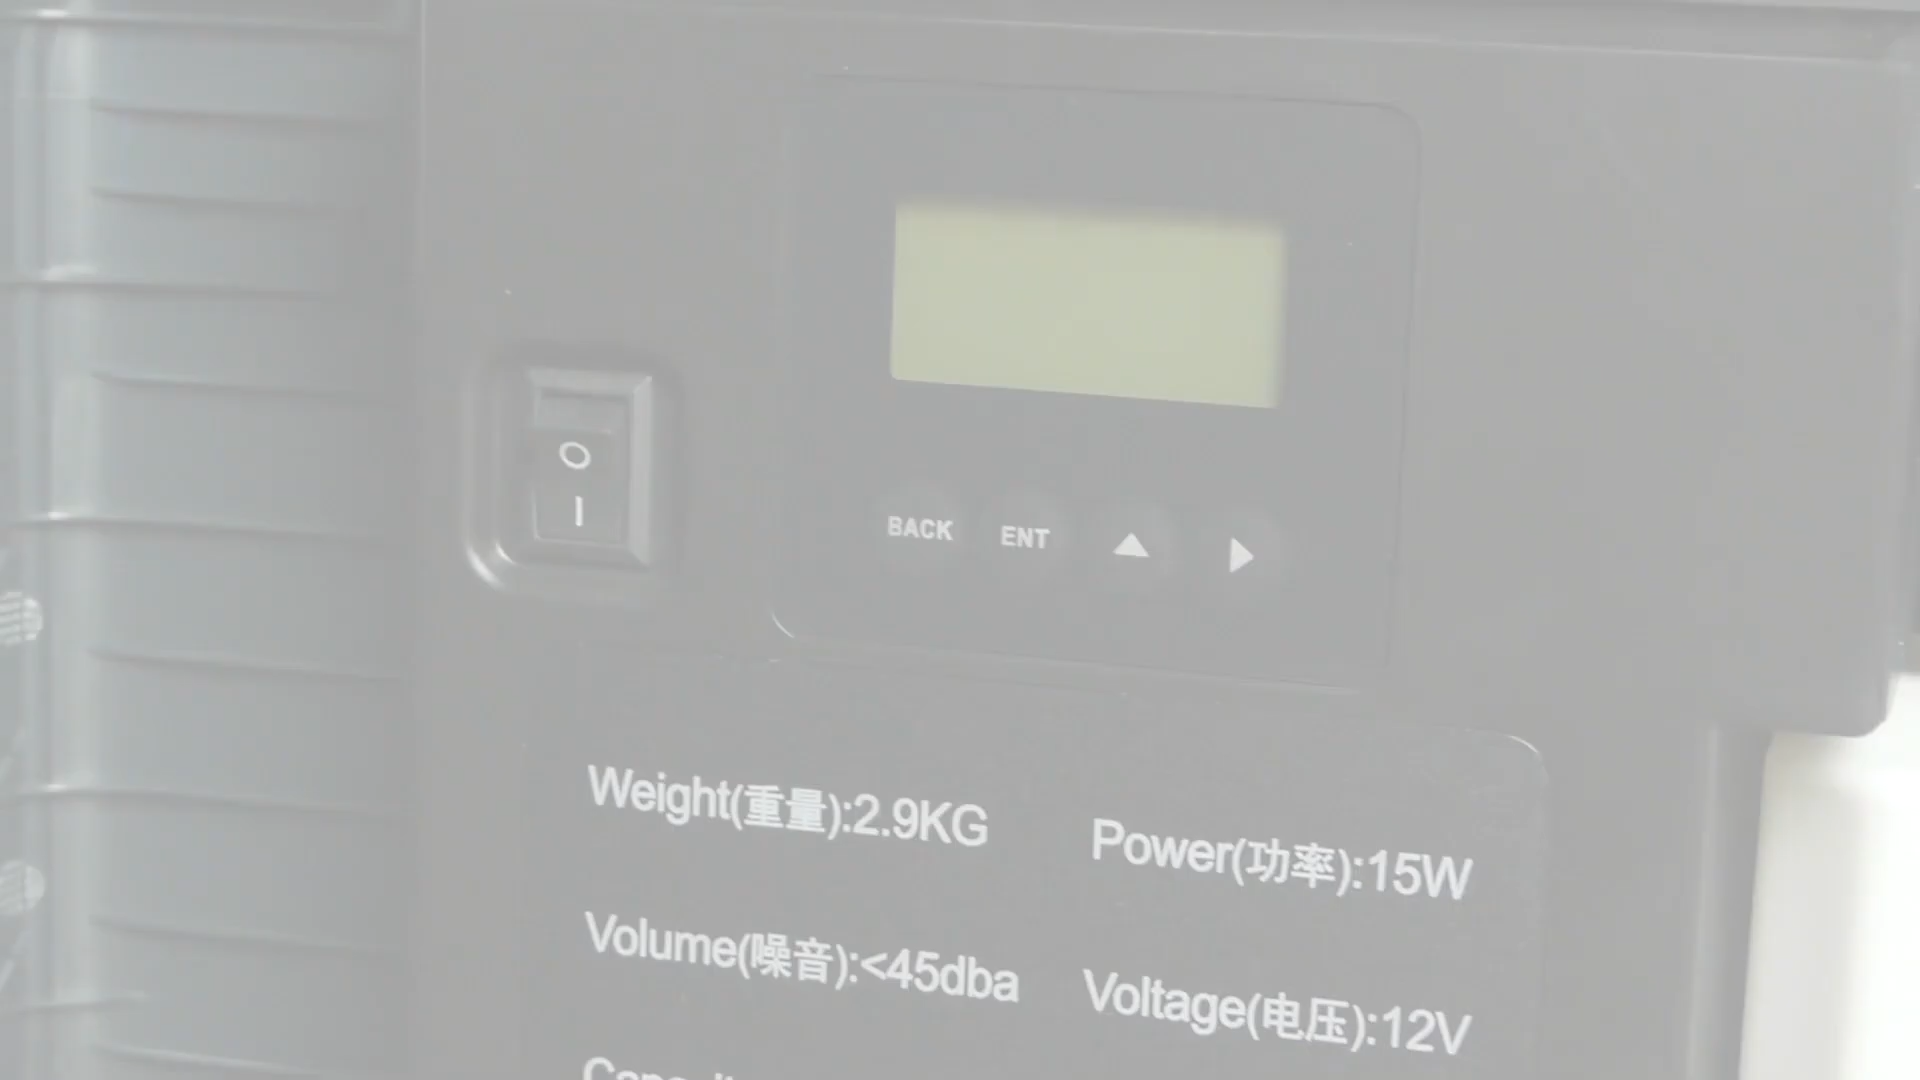 BACK ENT
Weight(重量):2.9KG
Power(功率):15W
Volume(噪音):<45dba
Voltage(电压):12V